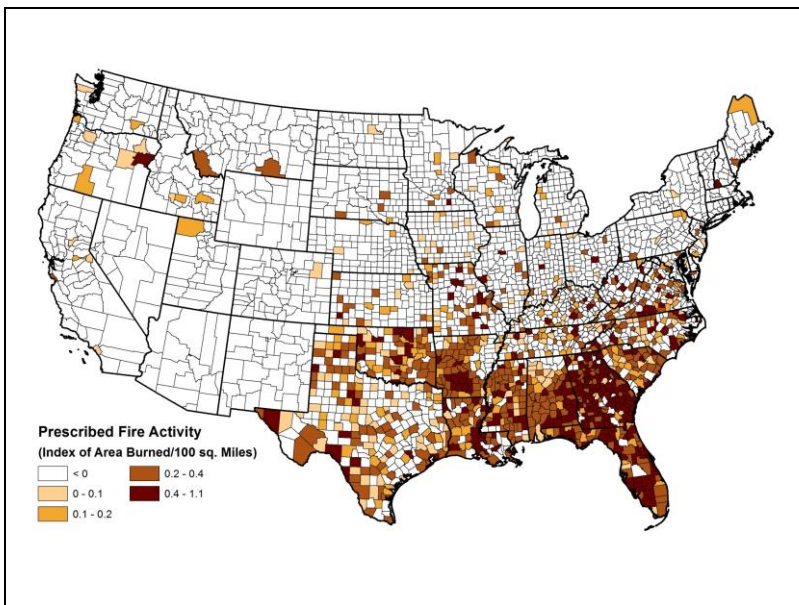 Prescribed Fire Activity
(Index of Area Burned/100 sq. Miles)
< 0
0 - 0.1
0.1 - 0.2
0.2 - 0.4
0.4 - 1.1